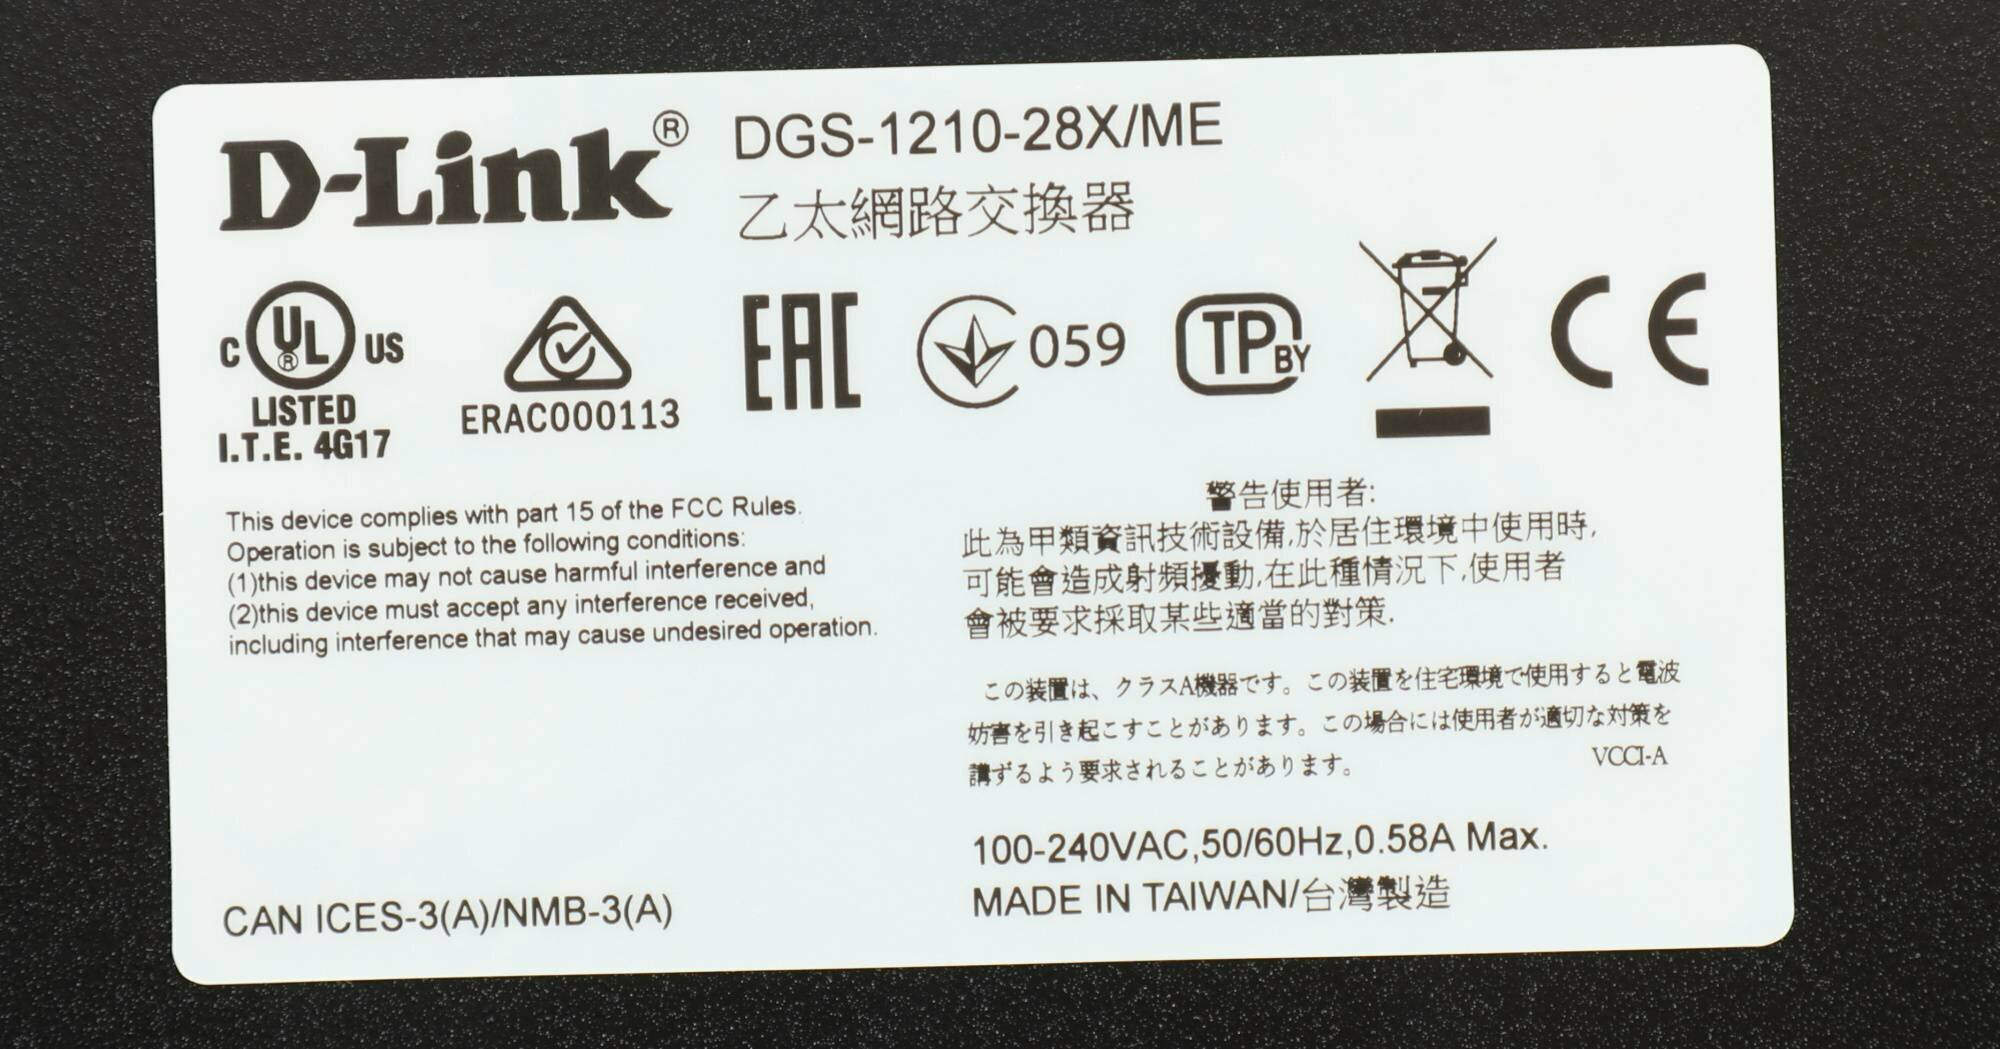 D-Link®
DGS-1210-28X/ME
乙太網路交換器
C UL® US
LISTED
I.T.E. 4G17
ERAC000113
EAC
059
TP BY
CE
This device complies with part 15 of the FCC Rules.
Operation is subject to the following conditions:
(1)this device may not cause harmful interference and
(2)this device must accept any interference received,
including interference that may cause undesired operation.
CAN ICES-3(A)/NMB-3(A)
警告使用者:
此為甲類資訊技術設備,於居住環境中使用時,
可能會造成射頻擾動,在此種情況下,使用者
會被要求採取某些適當的對策.
この装置は、クラスA機器です。この装置を住宅環境で使用すると電波
妨害を引き起こすことがあります。この場合には使用者が適切な対策を
講ずるよう要求されることがあります。 VCCI-A
100-240VAC,50/60Hz,0.58A Max.
MADE IN TAIWAN/台灣製造